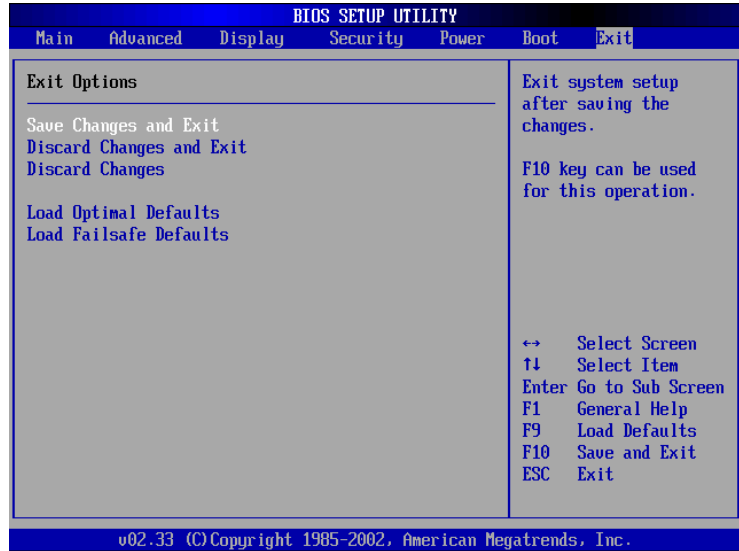 BIOS SETUP UTILITY
Main Advanced Display Security Power Boot Exit
Exit Options
Save Changes and Exit
Discard Changes and Exit
Discard Changes
Load Optimal Defaults
Load Failsafe Defaults
Exit system setup
after saving the
changes.
F10 key can be used
for this operation.
←→ Select Screen
↑↓ Select Item
Enter Go to Sub Screen
F1 General Help
F9 Load Defaults
F10 Save and Exit
ESC Exit
v02.33 (C)Copyright 1985-2002, American Megatrends, Inc.